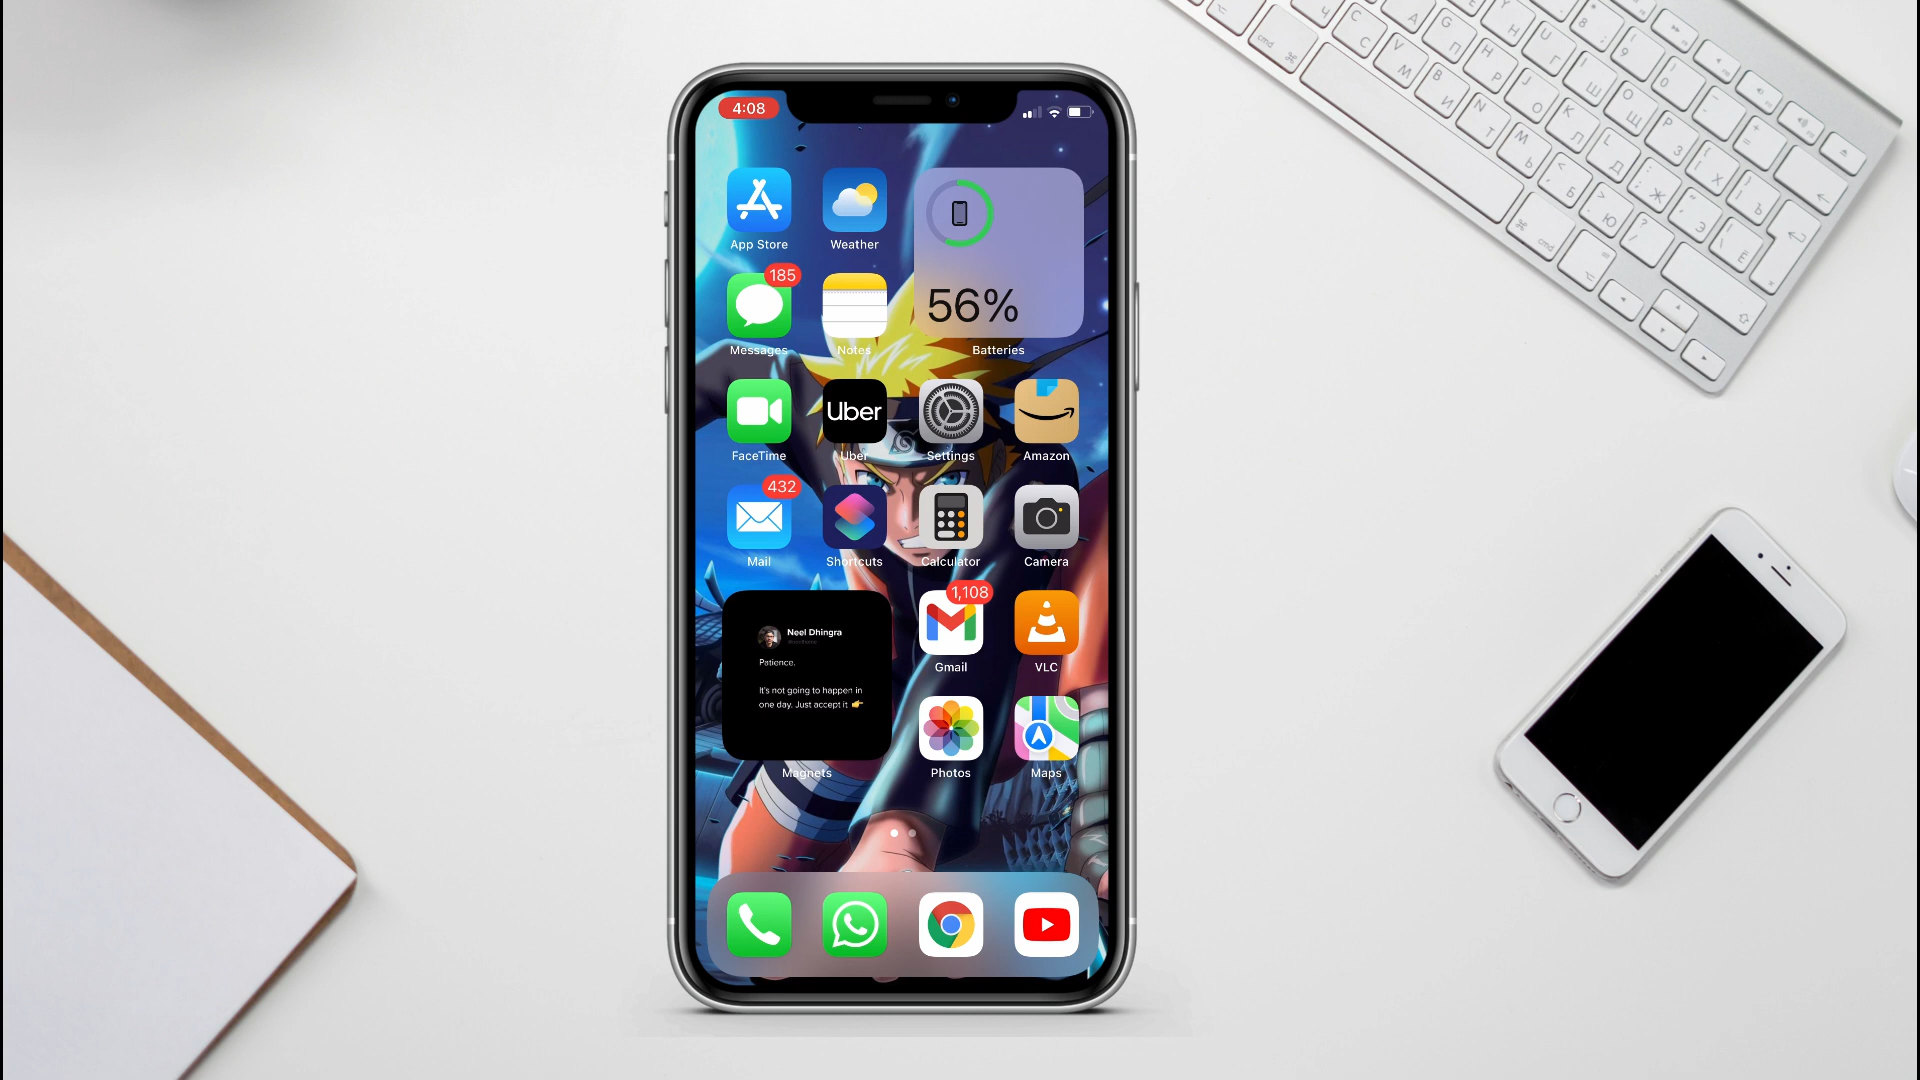 4:08
App Store
Weather
56%
Batteries
185
Messages
Notes
FaceTime
Uber
Uber
Settings
Amazon
432
Mail
Shortcuts
Calculator
Camera
Neel Dhingra
Patience.
It's not going to happen in
one day. Just accept it 👉
Magnets
1,108
Gmail
VLC
Photos
Maps
cmd
cmd